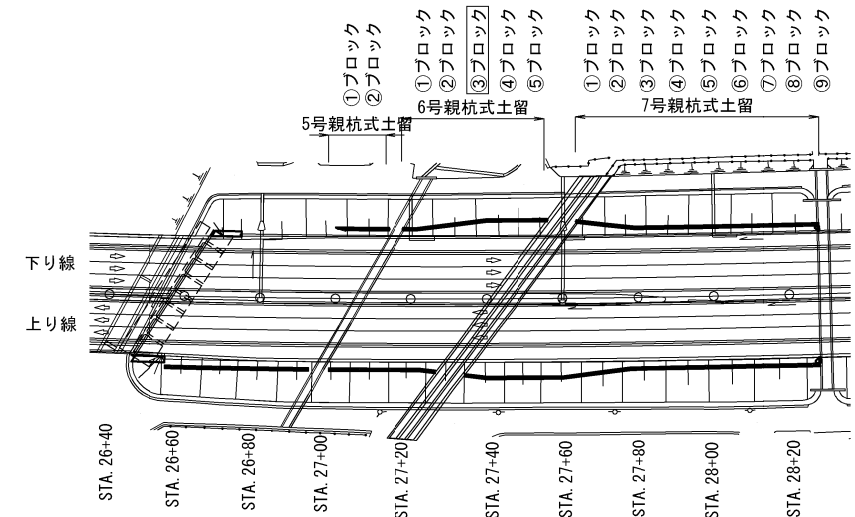 ①ブロック
②ブロック
①ブロック
②ブロック
③ブロック
④ブロック
⑤ブロック
①ブロック
②ブロック
③ブロック
④ブロック
⑤ブロック
⑥ブロック
⑦ブロック
⑧ブロック
⑨ブロック
5号親杭式土留
6号親杭式土留
7号親杭式土留
下り線
上り線
STA. 26+40
STA. 26+60
STA. 26+80
STA. 27+00
STA. 27+20
STA. 27+40
STA. 27+60
STA. 27+80
STA. 28+00
STA. 28+20